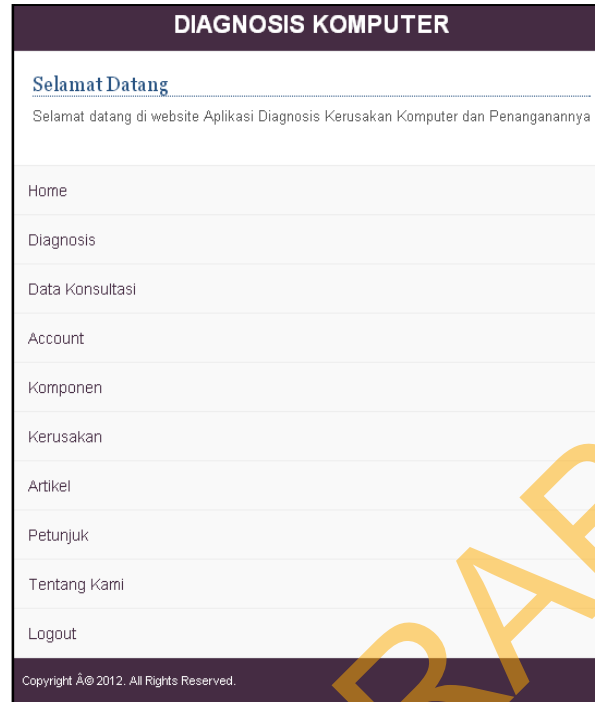 DIAGNOSIS KOMPUTER
Selamat Datang
Selamat datang di website Aplikasi Diagnosis Kerusakan Komputer dan Penanganannya
Home
Diagnosis
Data Konsultasi
Account
Komponen
Kerusakan
Artikel
Petunjuk
Tentang Kami
Logout
Copyright Â© 2012. All Rights Reserved.